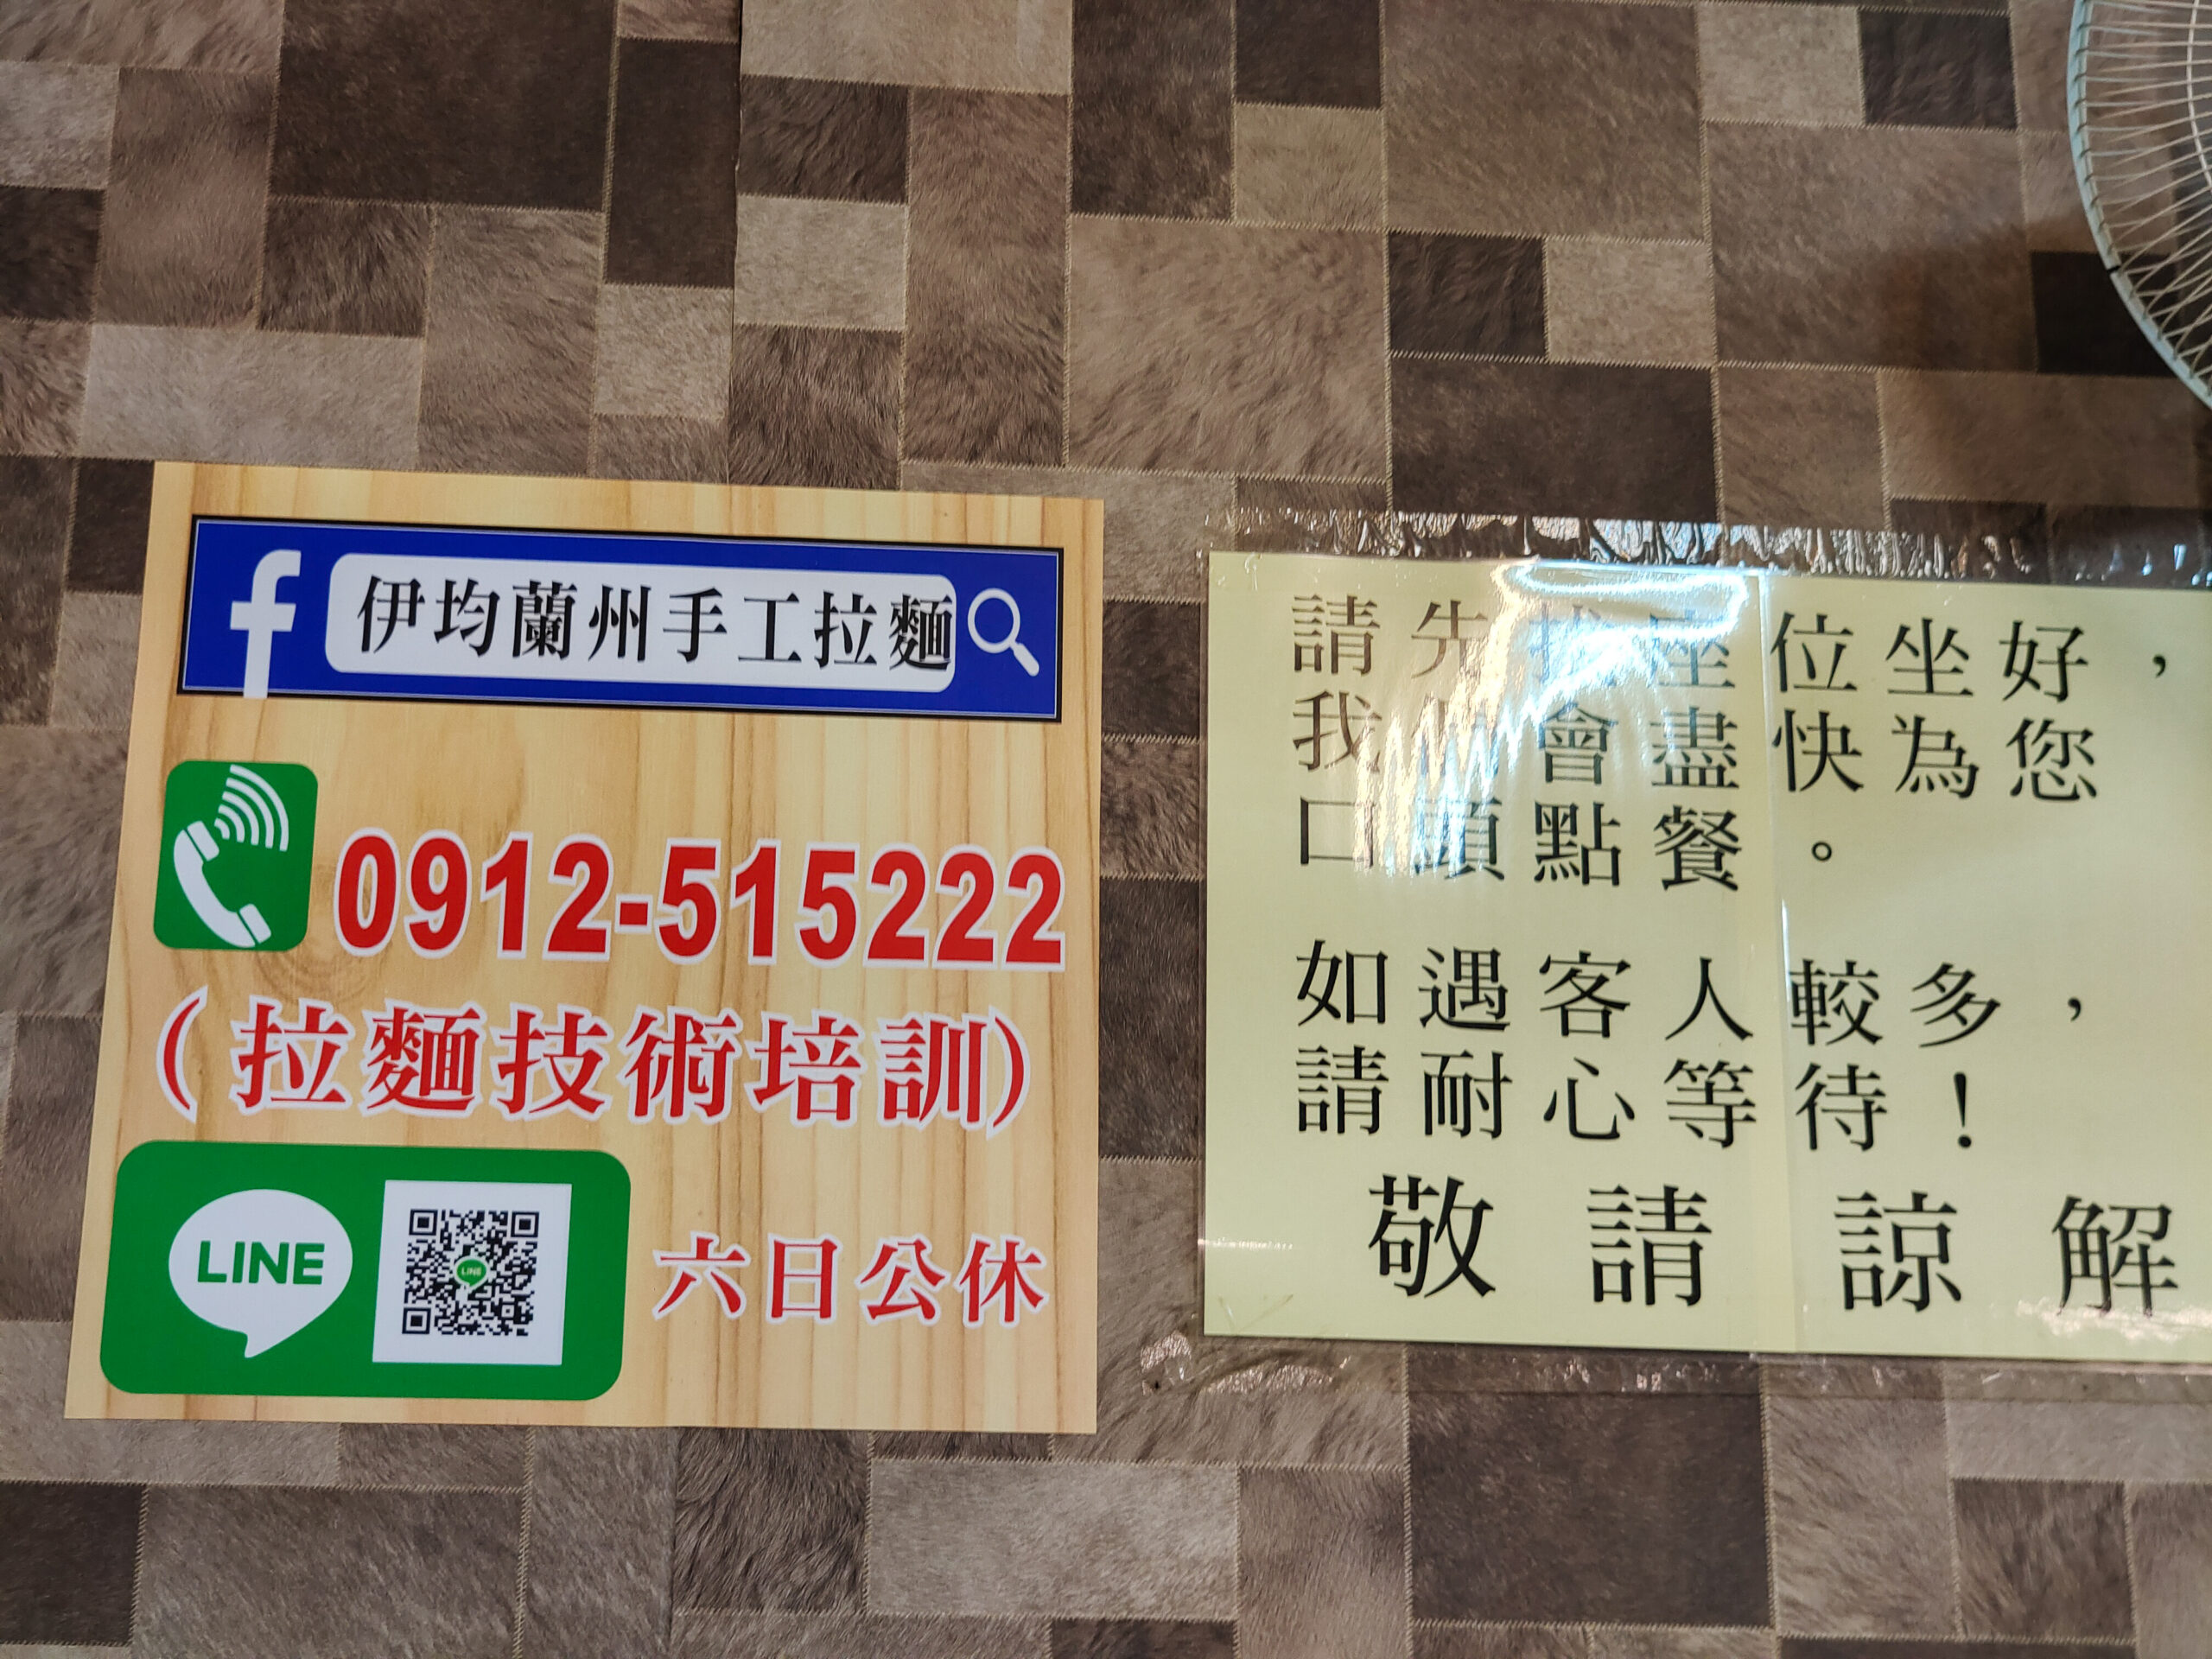 f 伊均蘭州手工拉麵
0912-515222
(拉麵技術培訓)
LINE
LINE
六日公休
請先找座位坐好，
我們會盡快為您
口頭點餐。
如遇客人較多，
請耐心等待！
敬請諒解